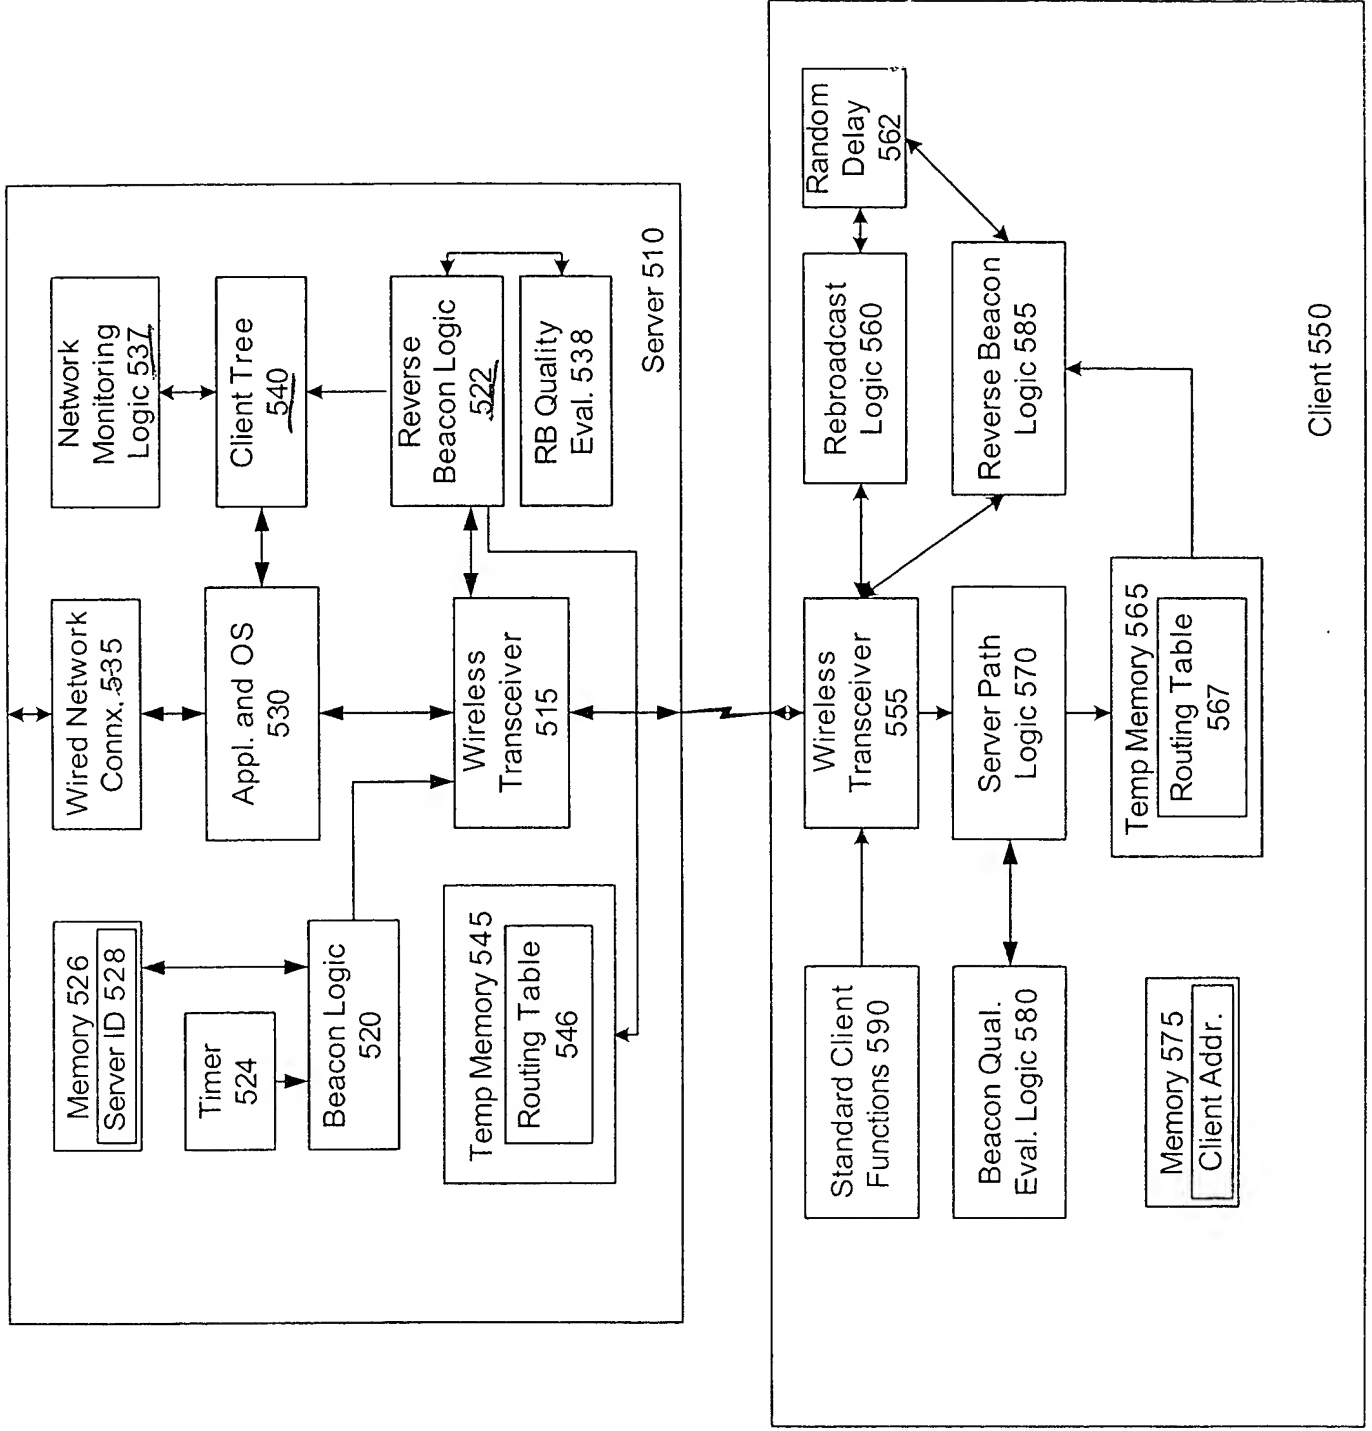 Memory 526
Server ID 528
Timer
524
Beacon Logic
520
Temp Memory 545
Routing Table
546
Wired Network
Connx. 535
Appl. and OS
530
Wireless
Transceiver
515
Network
Monitoring
Logic 537
Client Tree
540
Reverse
Beacon Logic
522
RB Quality
Eval. 538
Server 510
Standard Client
Functions 590
Beacon Qual.
Eval. Logic 580
Memory 575
Client Addr.
Wireless
Transceiver
555
Server Path
Logic 570
Temp Memory 565
Routing Table
567
Rebroadcast
Logic 560
Random
Delay
562
Reverse Beacon
Logic 585
Client 550